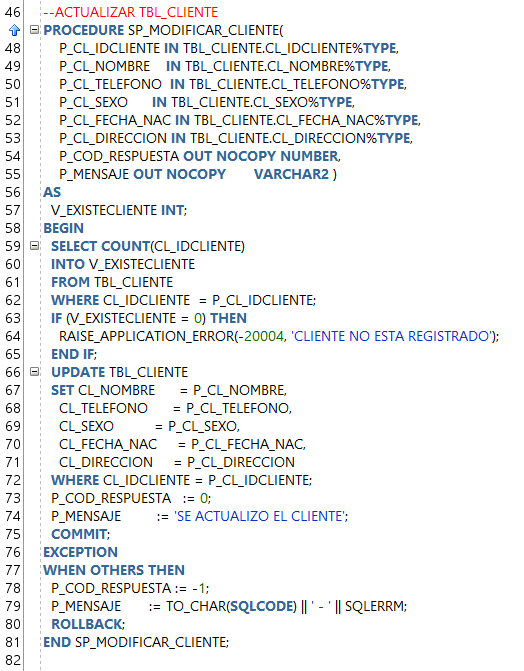 46 --ACTUALIZAR TBL_CLIENTE
PROCEDURE SP_MODIFICAR_CLIENTE(
48 P_CL_IDCLIENTE IN TBL_CLIENTE.CL_IDCLIENTE%TYPE,
49 P_CL_NOMBRE IN TBL_CLIENTE.CL_NOMBRE%TYPE,
50 P_CL_TELEFONO IN TBL_CLIENTE.CL_TELEFONO%TYPE,
51 P_CL_SEXO IN TBL_CLIENTE.CL_SEXO%TYPE,
52 P_CL_FECHA_NAC IN TBL_CLIENTE.CL_FECHA_NAC%TYPE,
53 P_CL_DIRECCION IN TBL_CLIENTE.CL_DIRECCION%TYPE,
54 P_COD_RESPUESTA OUT NOCOPY NUMBER,
55 P_MENSAJE OUT NOCOPY VARCHAR2 )
56 AS
57 V_EXISTECLIENTE INT;
58 BEGIN
59 SELECT COUNT(CL_IDCLIENTE)
60 INTO V_EXISTECLIENTE
61 FROM TBL_CLIENTE
62 WHERE CL_IDCLIENTE = P_CL_IDCLIENTE;
63 IF (V_EXISTECLIENTE = 0) THEN
64 RAISE_APPLICATION_ERROR(-20004, 'CLIENTE NO ESTA REGISTRADO');
65 END IF;
66 UPDATE TBL_CLIENTE
67 SET CL_NOMBRE = P_CL_NOMBRE,
68 CL_TELEFONO = P_CL_TELEFONO,
69 CL_SEXO = P_CL_SEXO,
70 CL_FECHA_NAC = P_CL_FECHA_NAC,
71 CL_DIRECCION = P_CL_DIRECCION
72 WHERE CL_IDCLIENTE = P_CL_IDCLIENTE;
73 P_COD_RESPUESTA := 0;
74 P_MENSAJE := 'SE ACTUALIZO EL CLIENTE';
75 COMMIT;
76 EXCEPTION
77 WHEN OTHERS THEN
78 P_COD_RESPUESTA := -1;
79 P_MENSAJE := TO_CHAR(SQLCODE) || ' - ' || SQLERRM;
80 ROLLBACK;
81 END SP_MODIFICAR_CLIENTE;
82